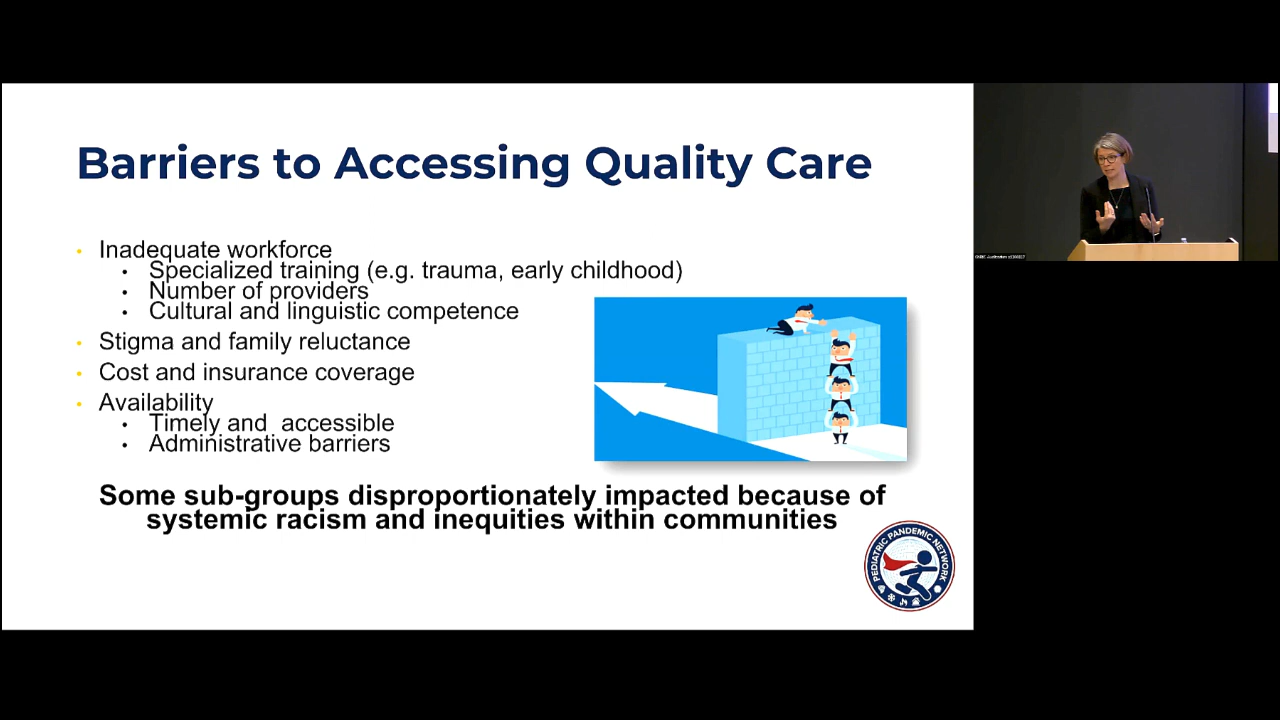 Barriers to Accessing Quality Care
• Inadequate workforce
• Specialized training (e.g. trauma, early childhood)
• Number of providers
• Cultural and linguistic competence
• Stigma and family reluctance
• Cost and insurance coverage
• Availability
• Timely and  accessible
• Administrative barriers
Some sub-groups disproportionately impacted because of
systemic racism and inequities within communities
PEDIATRIC PANDEMIC NETWORK